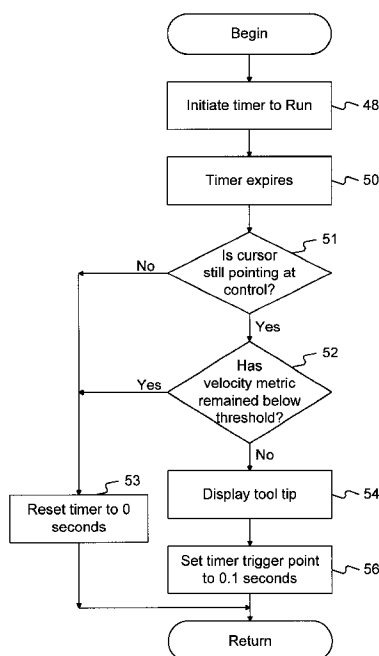 Begin
Initiate timer to Run
48
Timer expires
50
51
Is cursor
still pointing at
control?
No
Yes
52
Has
velocity metric
remained below
threshold?
Yes
No
53
Reset timer to 0
seconds
Display tool tip
54
Set timer trigger point
to 0.1 seconds
56
Return